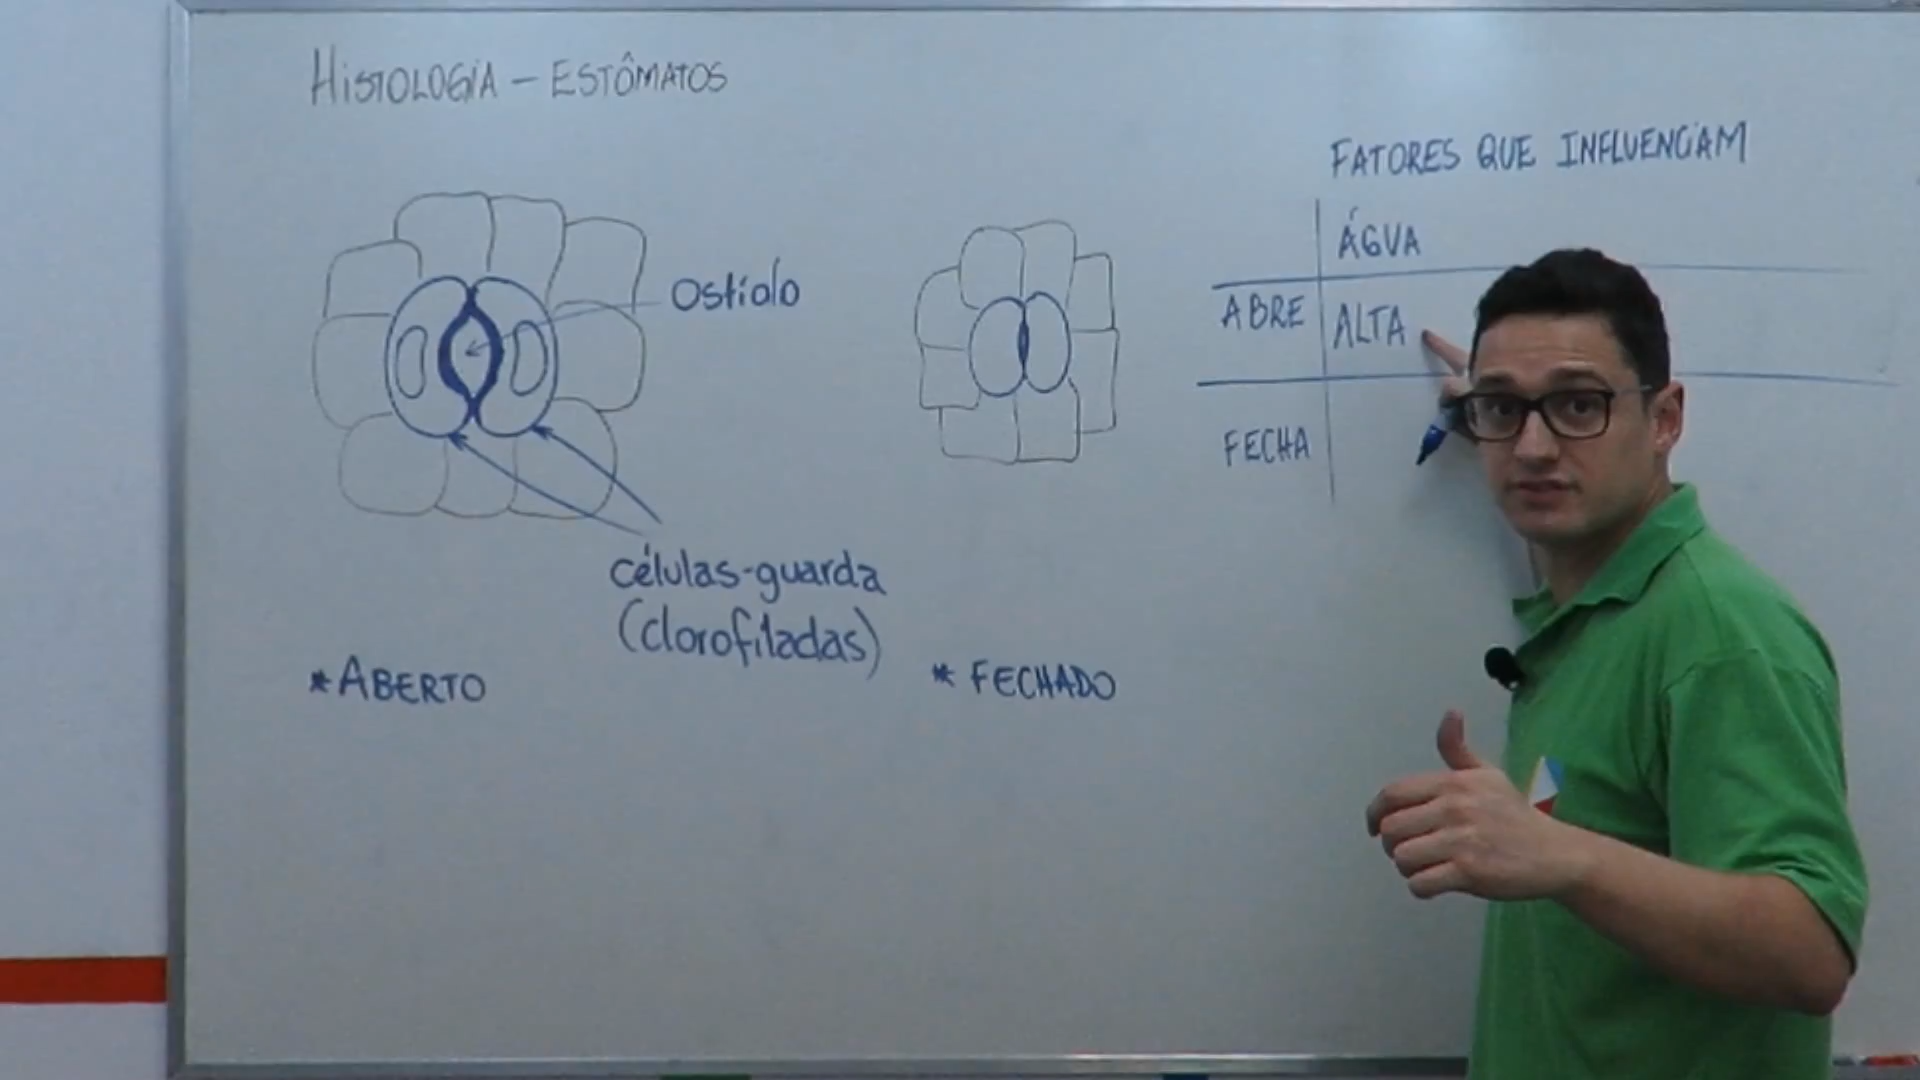 HISTOLOGIA – ESTÔMATOS
Ostíolo
células-guarda
(clorofiladas)
*ABERTO
* FECHADO
FATORES QUE INFLUENCIAM
ÁGUA
ABRE ALTA
FECHA